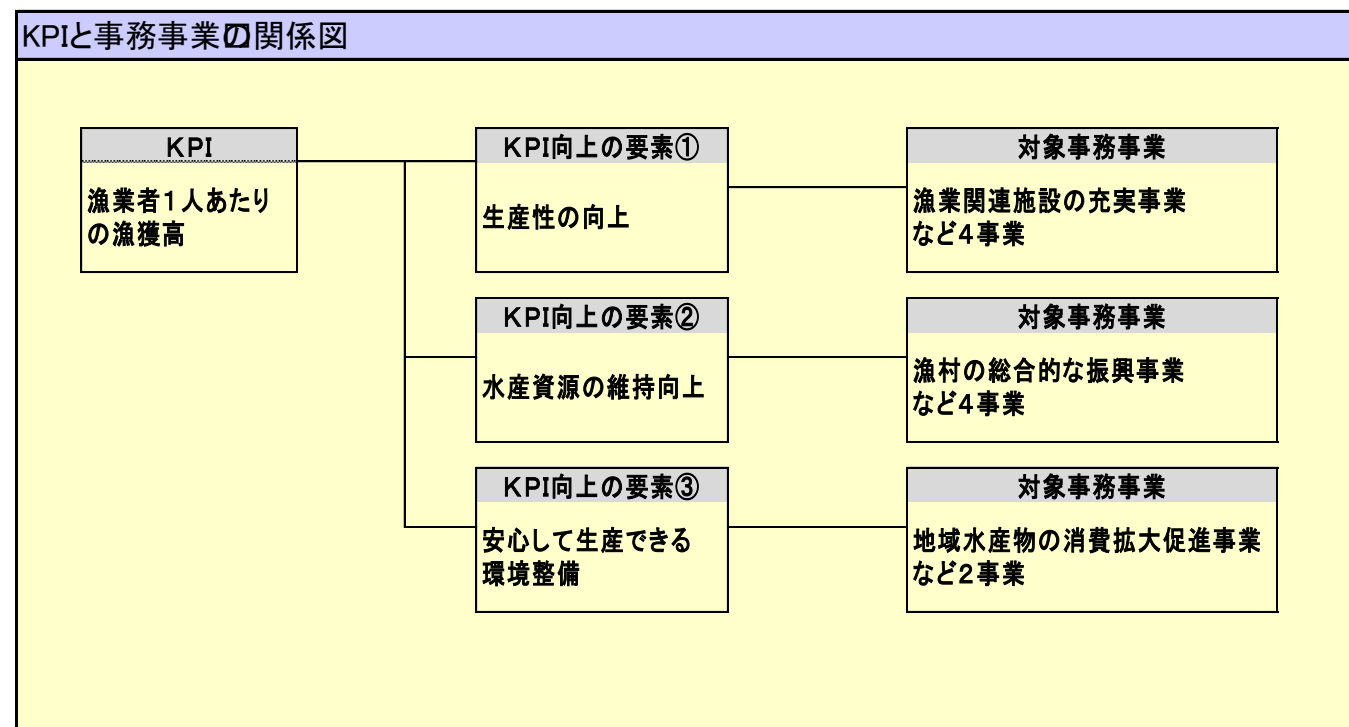 KPIと事務事業の関係図
KPI
漁業者1人あたり
の漁獲高
KPI向上の要素①
生産性の向上
対象事務事業
漁業関連施設の充実事業
など4事業
KPI向上の要素②
水産資源の維持向上
対象事務事業
漁村の総合的な振興事業
など4事業
KPI向上の要素③
安心して生産できる
環境整備
対象事務事業
地域水産物の消費拡大促進事業
など2事業